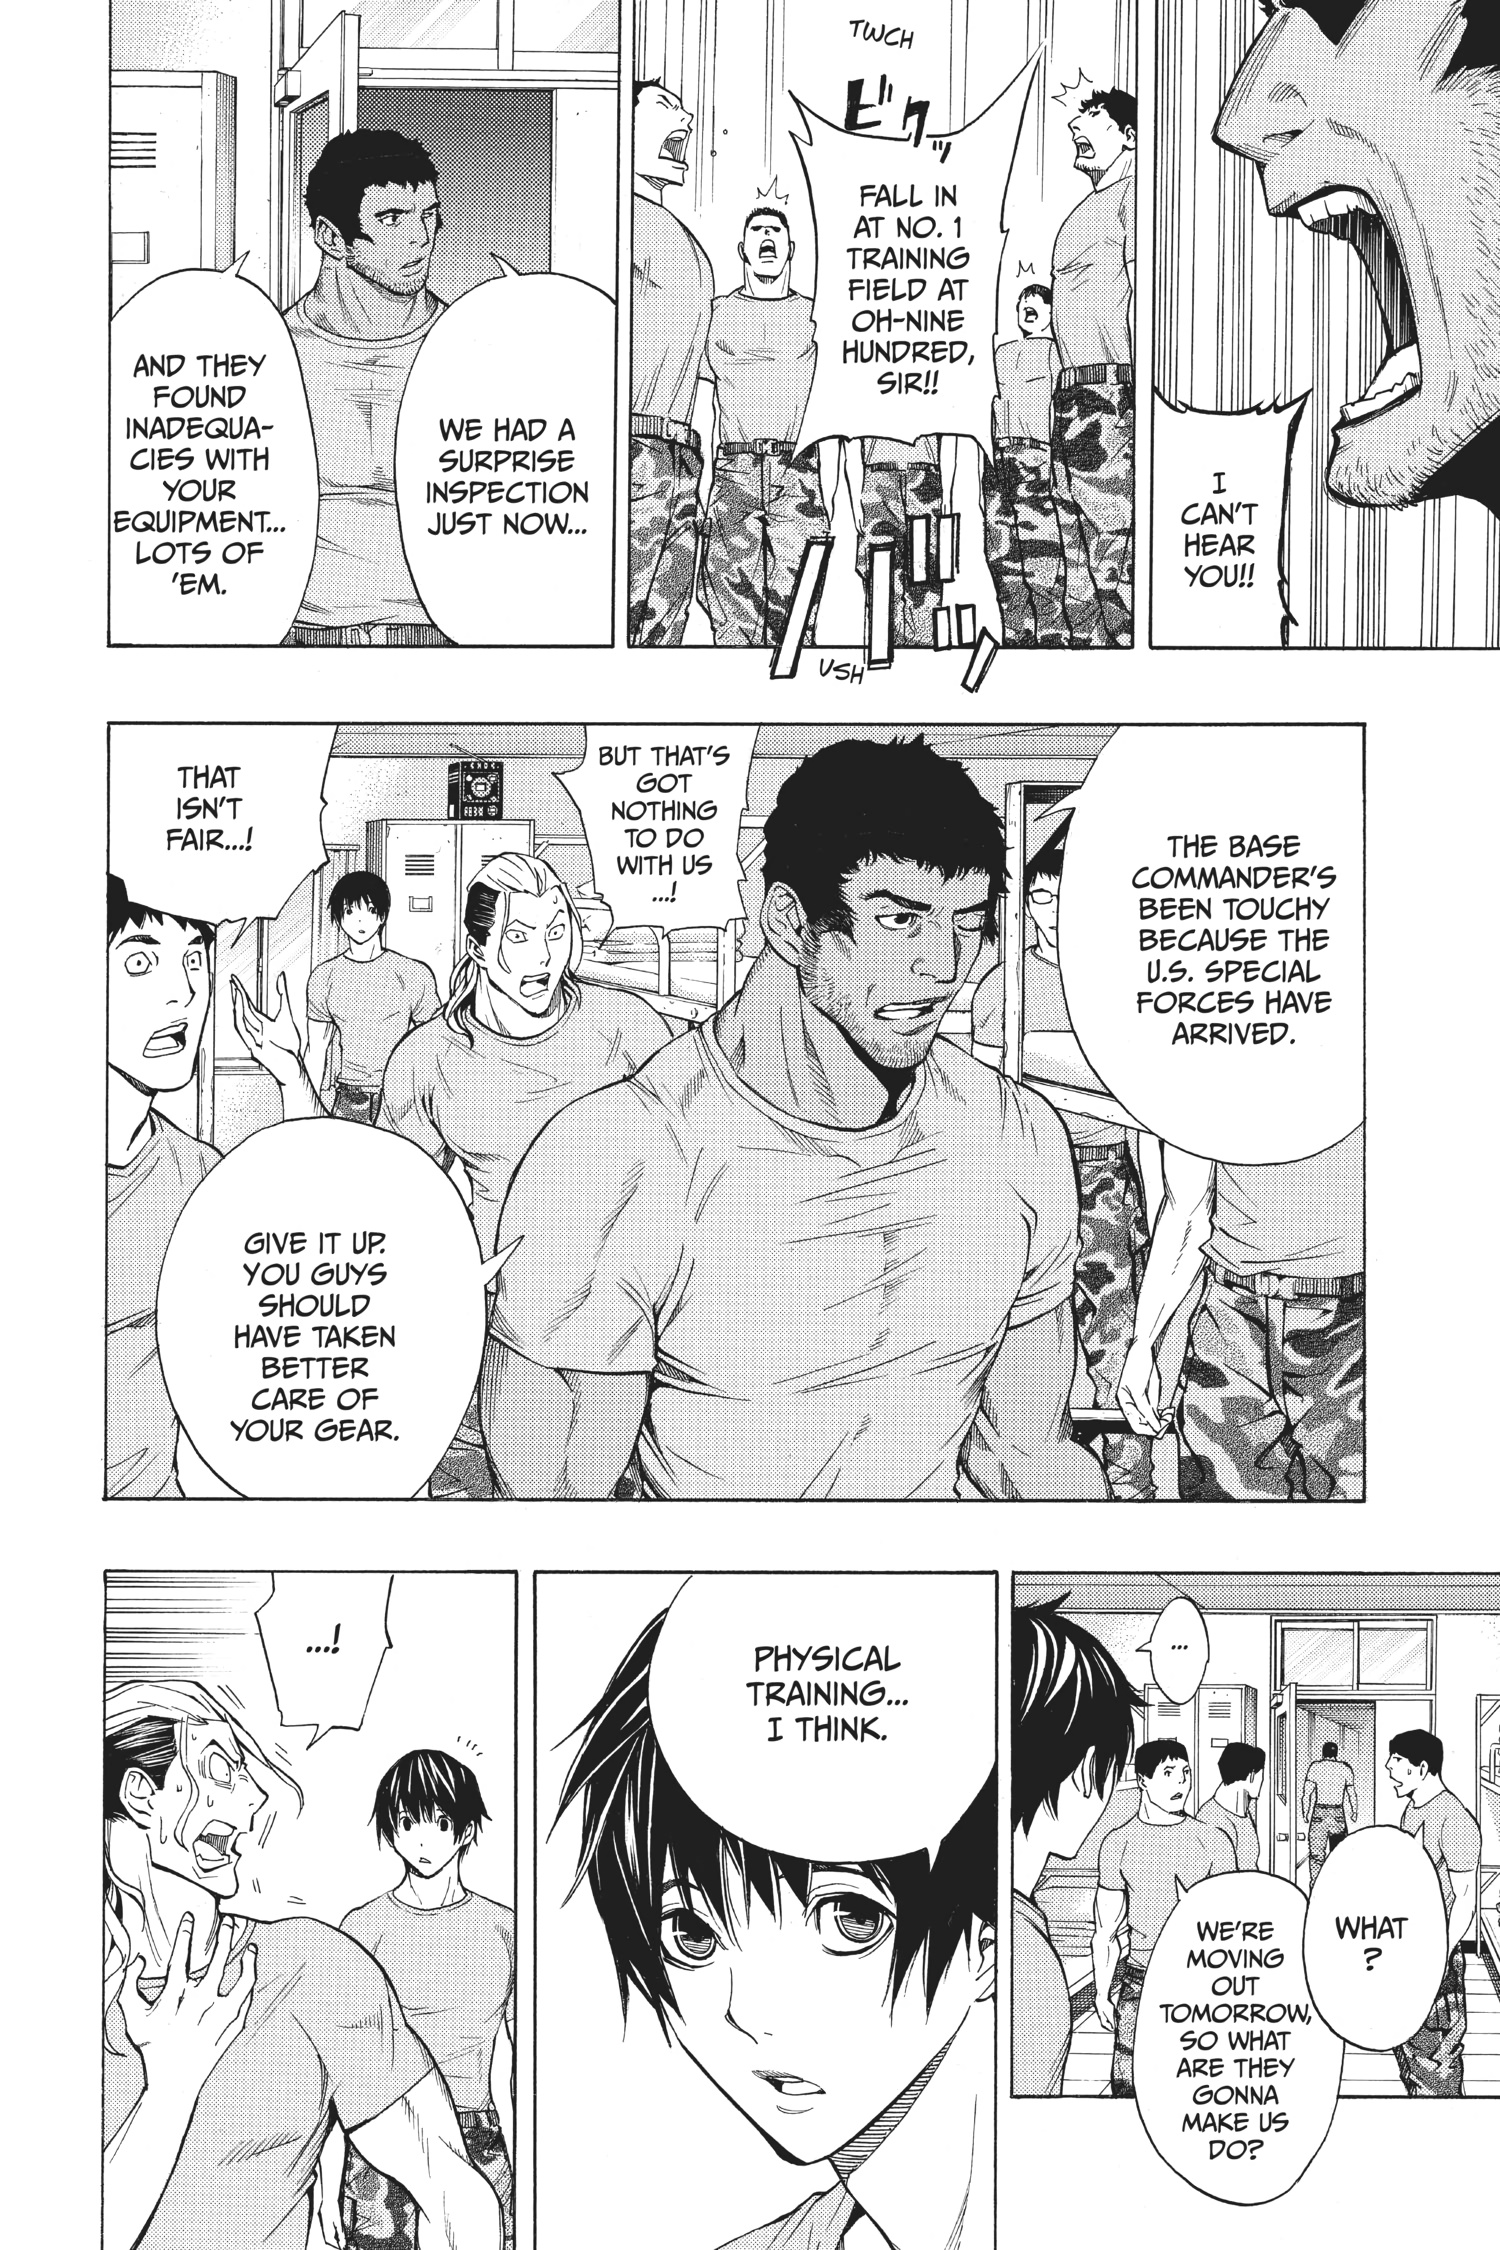 I
CAN'T
HEAR
YOU!!
TWCH
ビクッ
FALL IN
AT NO. 1
TRAINING
FIELD AT
OH-NINE
HUNDRED,
SIR!!
USH
WE HAD A
SURPRISE
INSPECTION
JUST NOW...
AND THEY
FOUND
INADEQUA-
CIES WITH
YOUR
EQUIPMENT...
LOTS OF
'EM.
THE BASE
COMMANDER'S
BEEN TOUCHY
BECAUSE THE
U.S. SPECIAL
FORCES HAVE
ARRIVED.
BUT THAT'S
GOT
NOTHING
TO DO
WITH US
...!
THAT
ISN'T
FAIR...!
GIVE IT UP.
YOU GUYS
SHOULD
HAVE TAKEN
BETTER
CARE OF
YOUR GEAR.
...
WHAT
?
WE'RE
MOVING
OUT
TOMORROW,
SO WHAT
ARE THEY
GONNA
MAKE US
DO?
PHYSICAL
TRAINING...
I THINK.
...!